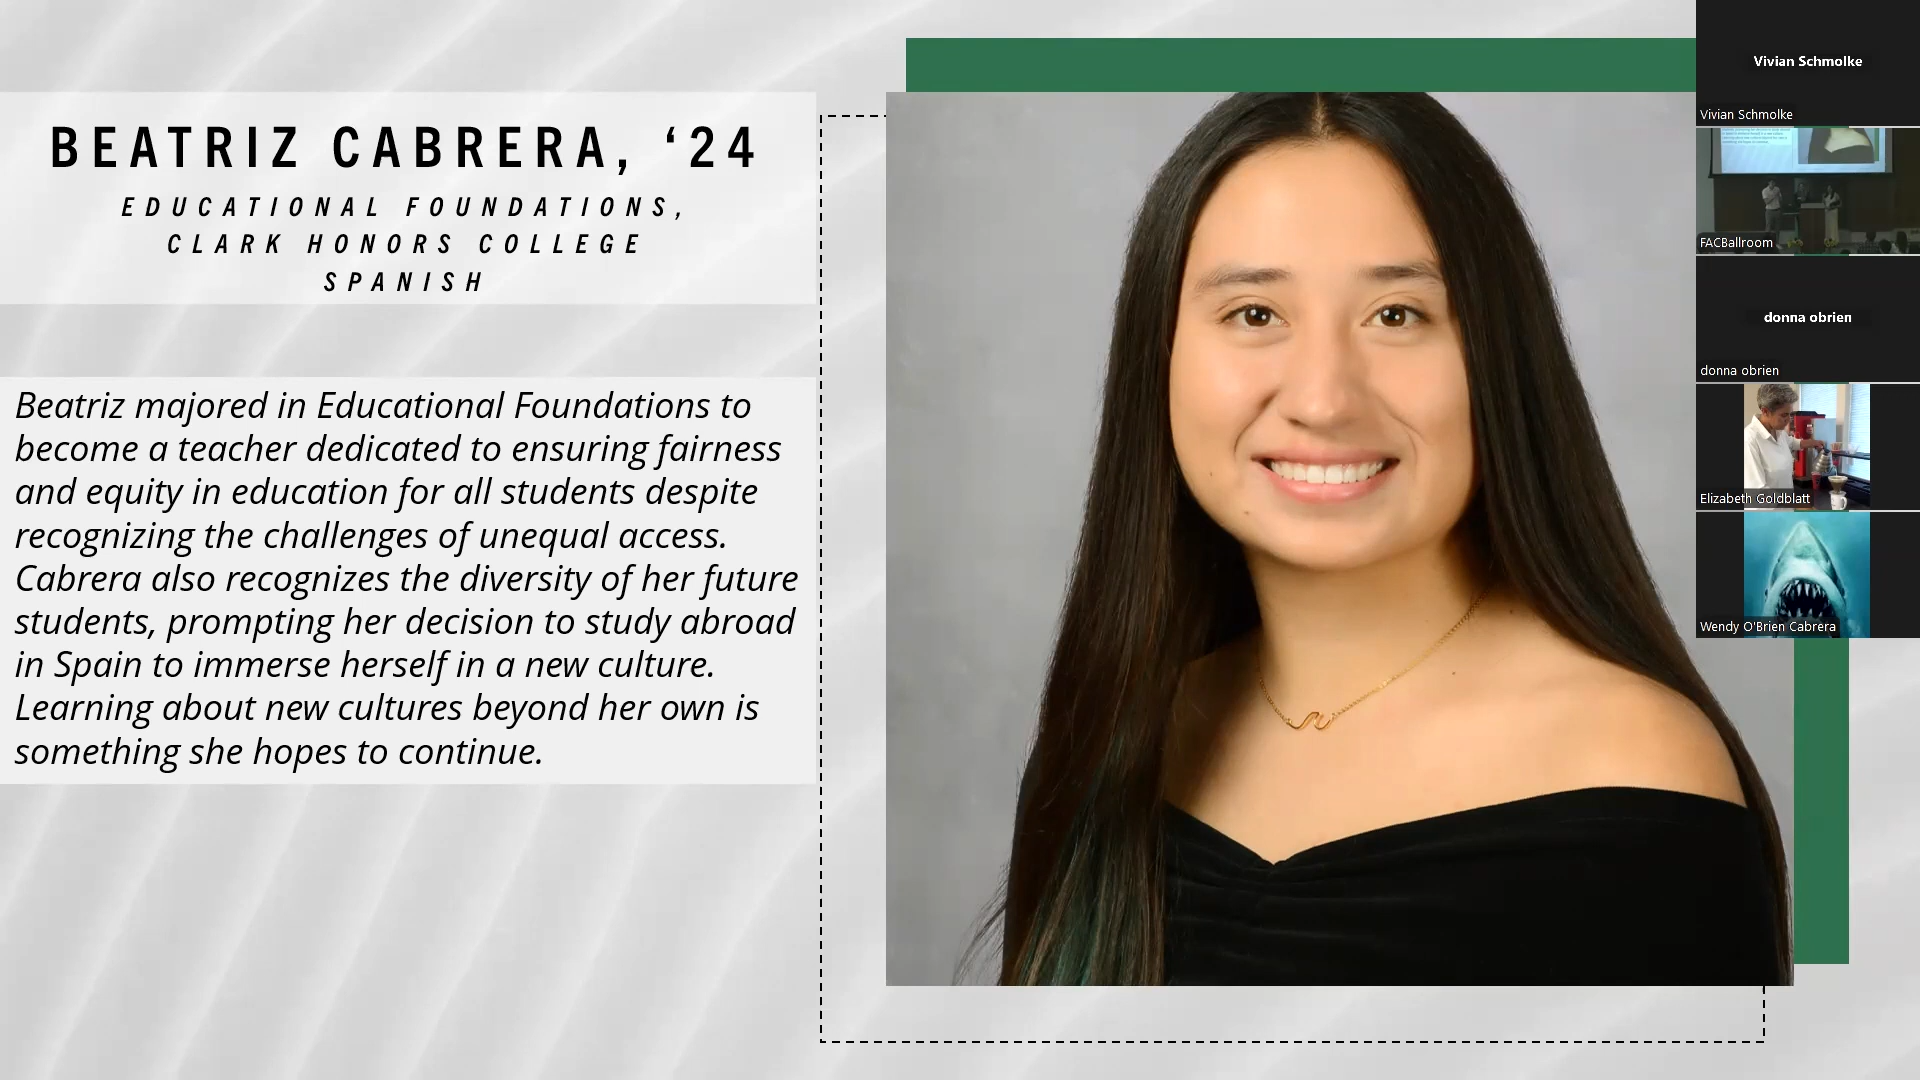 BEATRIZ CABRERA, ‘24
EDUCATIONAL FOUNDATIONS,
CLARK HONORS COLLEGE
SPANISH
Beatriz majored in Educational Foundations to
become a teacher dedicated to ensuring fairness
and equity in education for all students despite
recognizing the challenges of unequal access.
Cabrera also recognizes the diversity of her future
students, prompting her decision to study abroad
in Spain to immerse herself in a new culture.
Learning about new cultures beyond her own is
something she hopes to continue.
Vivian Schmolke
Vivian Schmolke
FACBallroom
donna obrien
donna obrien
Elizabeth Goldblatt
Wendy O'Brien Cabrera